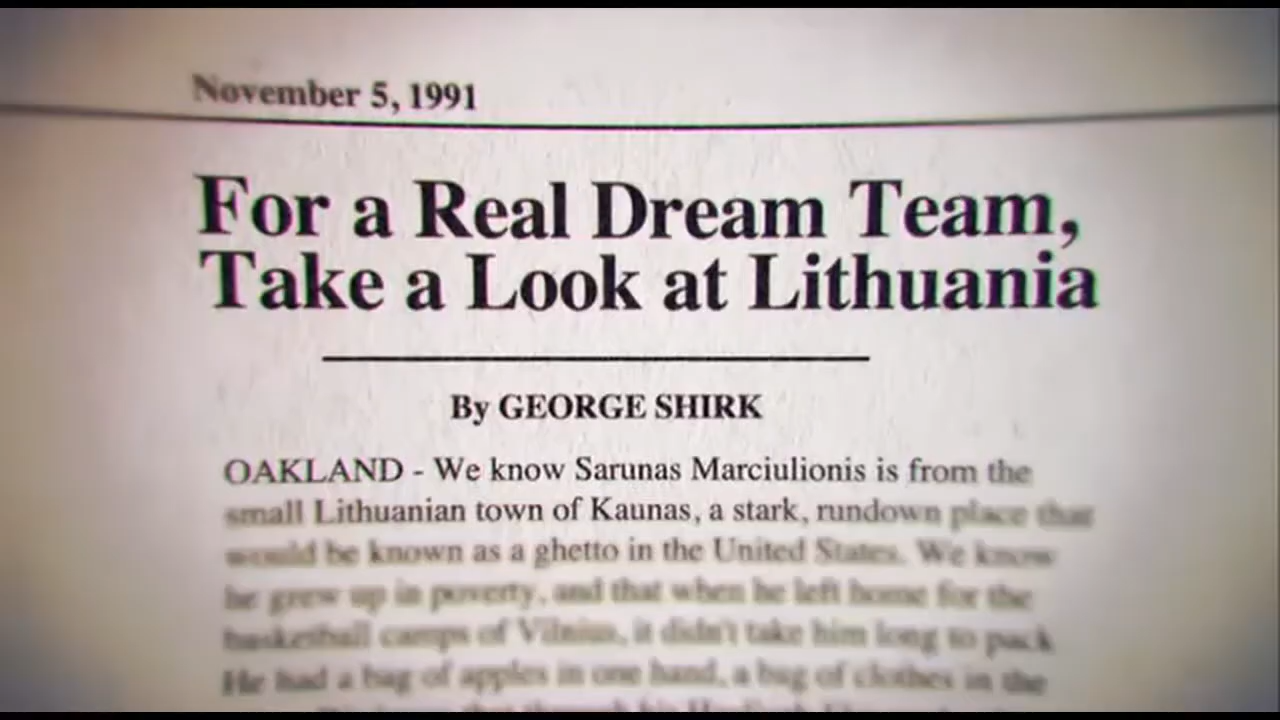 November 5, 1991
For a Real Dream Team,
Take a Look at Lithuania
By GEORGE SHIRK
OAKLAND - We know Sarunas Marciulionis is from the
small Lithuanian town of Kaunas, a stark, rundown place that
would be known as a ghetto in the United States. We know
he grew up in poverty, and that when he left home for the
basketball camps of Vilnius, it didn't take him long to pack
He had a bag of apples in one hand, a bag of clothes in the